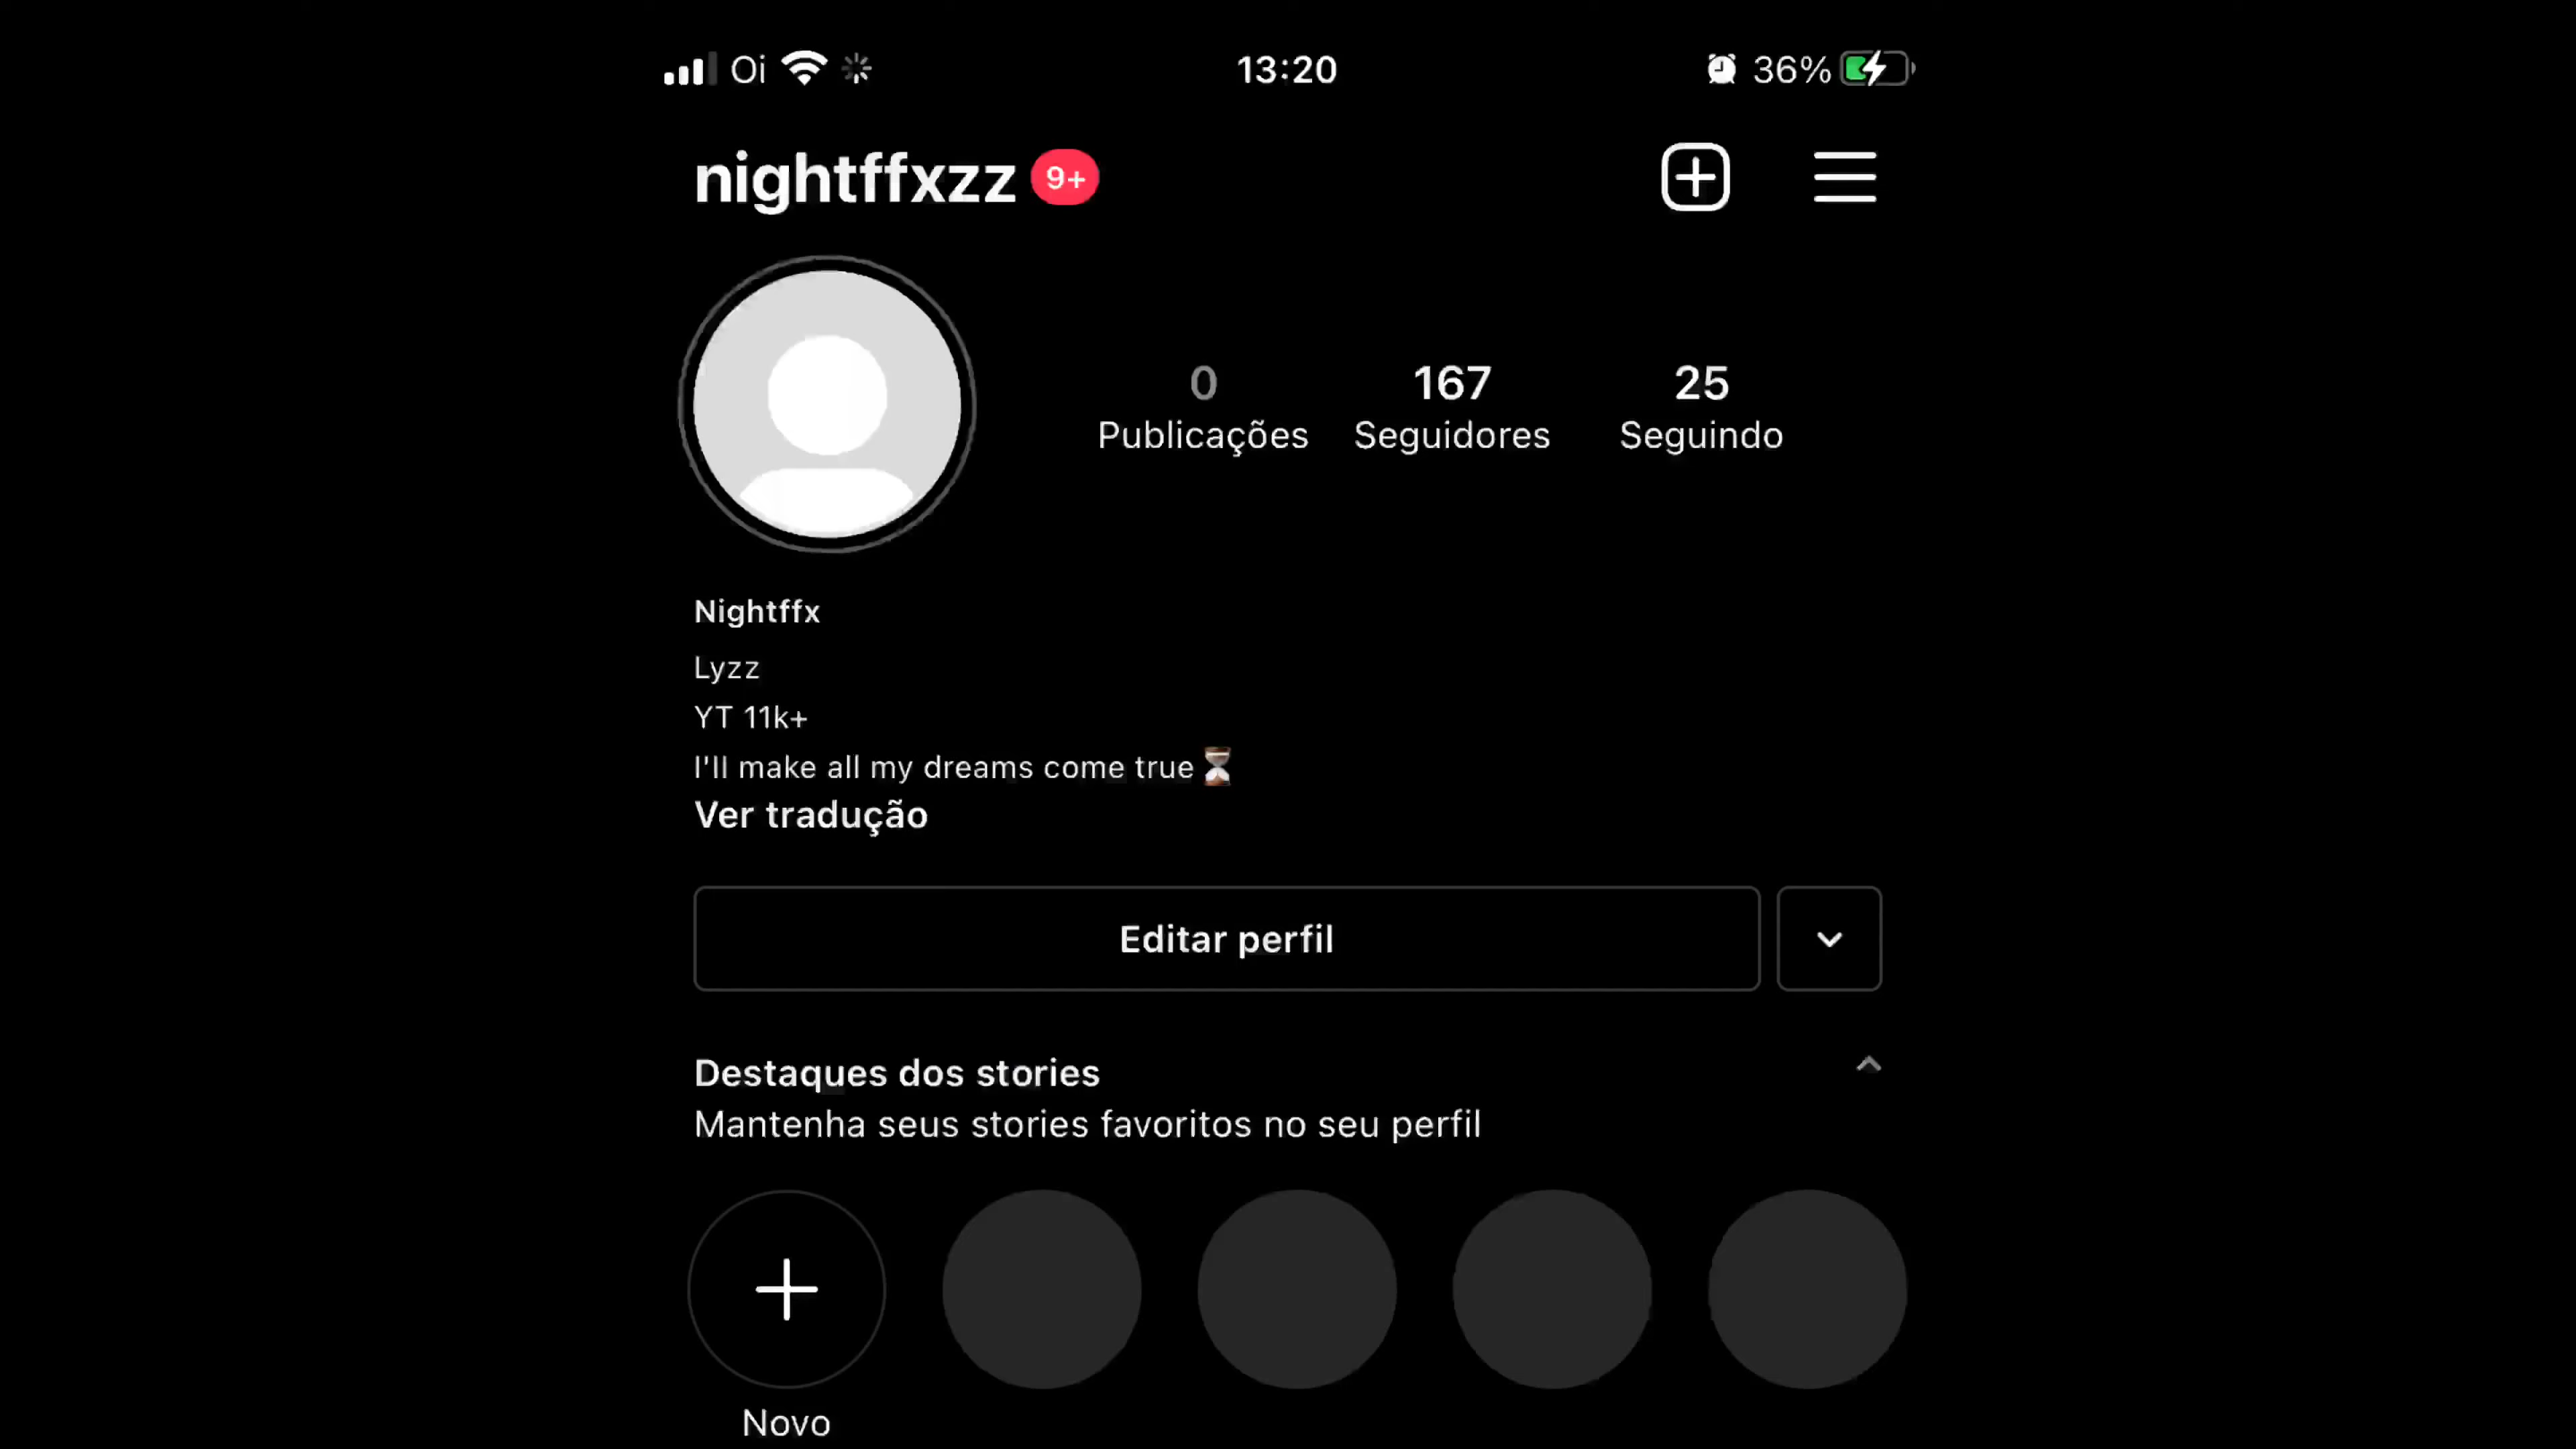 Oi 13:20 36%
nightffxzz 9+
0 167 25
Publicações Seguidores Seguindo
Nightffx
Lyzz
YT 11k+
I'll make all my dreams come true⏳
Ver tradução
Editar perfil
Destaques dos stories
Mantenha seus stories favoritos no seu perfil
Novo